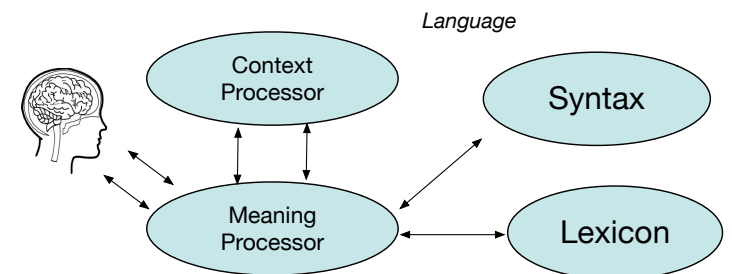 Language
Context
Processor
Syntax
Meaning
Processor
Lexicon